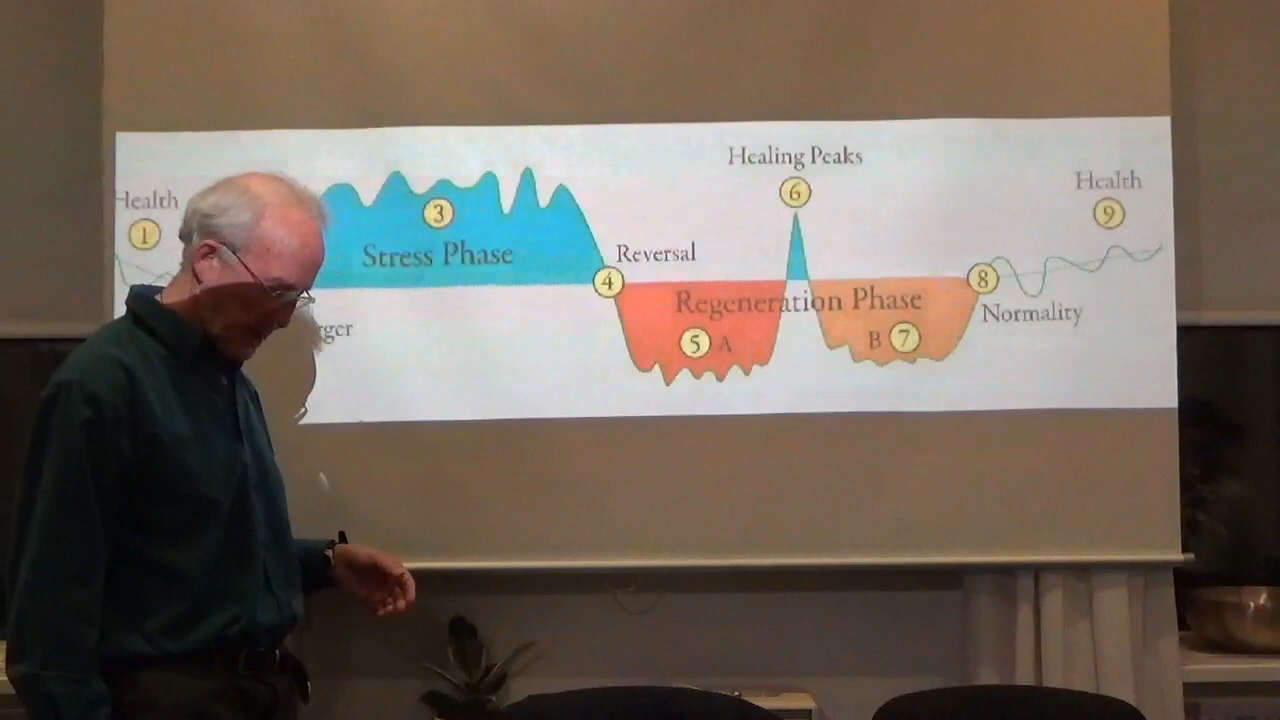 Health
1
3
Stress Phase
4
Reversal
Regeneration Phase
5 A
Healing Peaks
6
B 7
8
Normality
Health
9